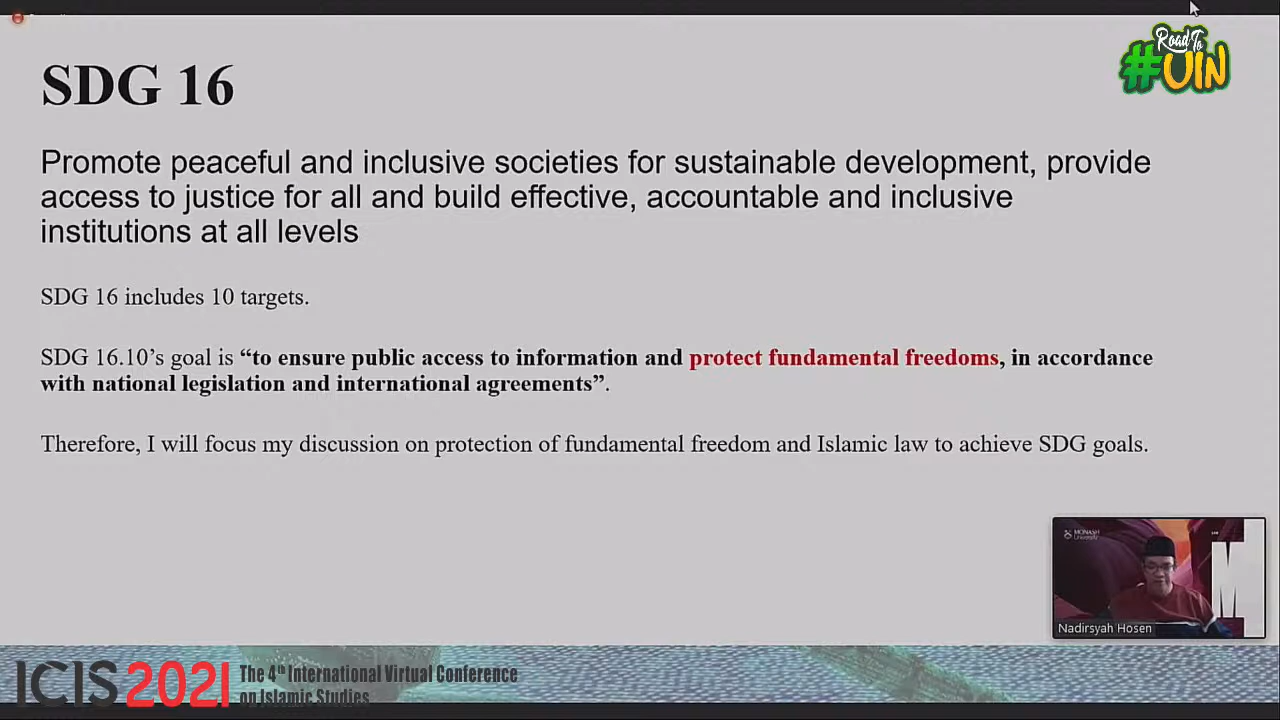 Road To
#UIN
SDG 16
Promote peaceful and inclusive societies for sustainable development, provide
access to justice for all and build effective, accountable and inclusive
institutions at all levels
SDG 16 includes 10 targets.
SDG 16.10’s goal is “to ensure public access to information and protect fundamental freedoms, in accordance
with national legislation and international agreements”.
Therefore, I will focus my discussion on protection of fundamental freedom and Islamic law to achieve SDG goals.
MONASH
University
M
Nadirsyah Hosen
ICIS 2021
The 4th International Virtual Conference
on Islamic Studies